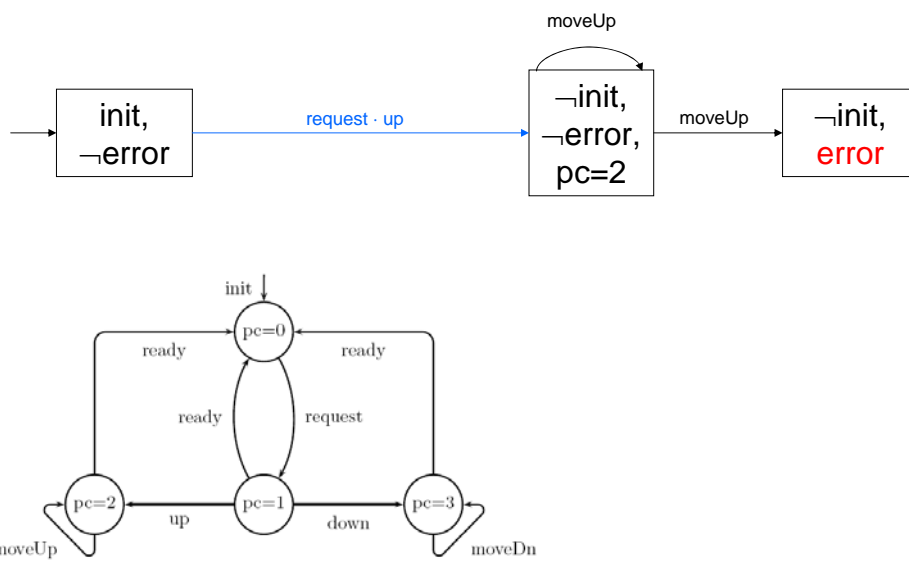 moveUp
init,
¬error
request · up
¬init,
¬error,
pc=2
moveUp
¬init,
error
init
pc=0
ready
ready
ready
request
pc=2
pc=1
pc=3
up
down
moveUp
moveDn